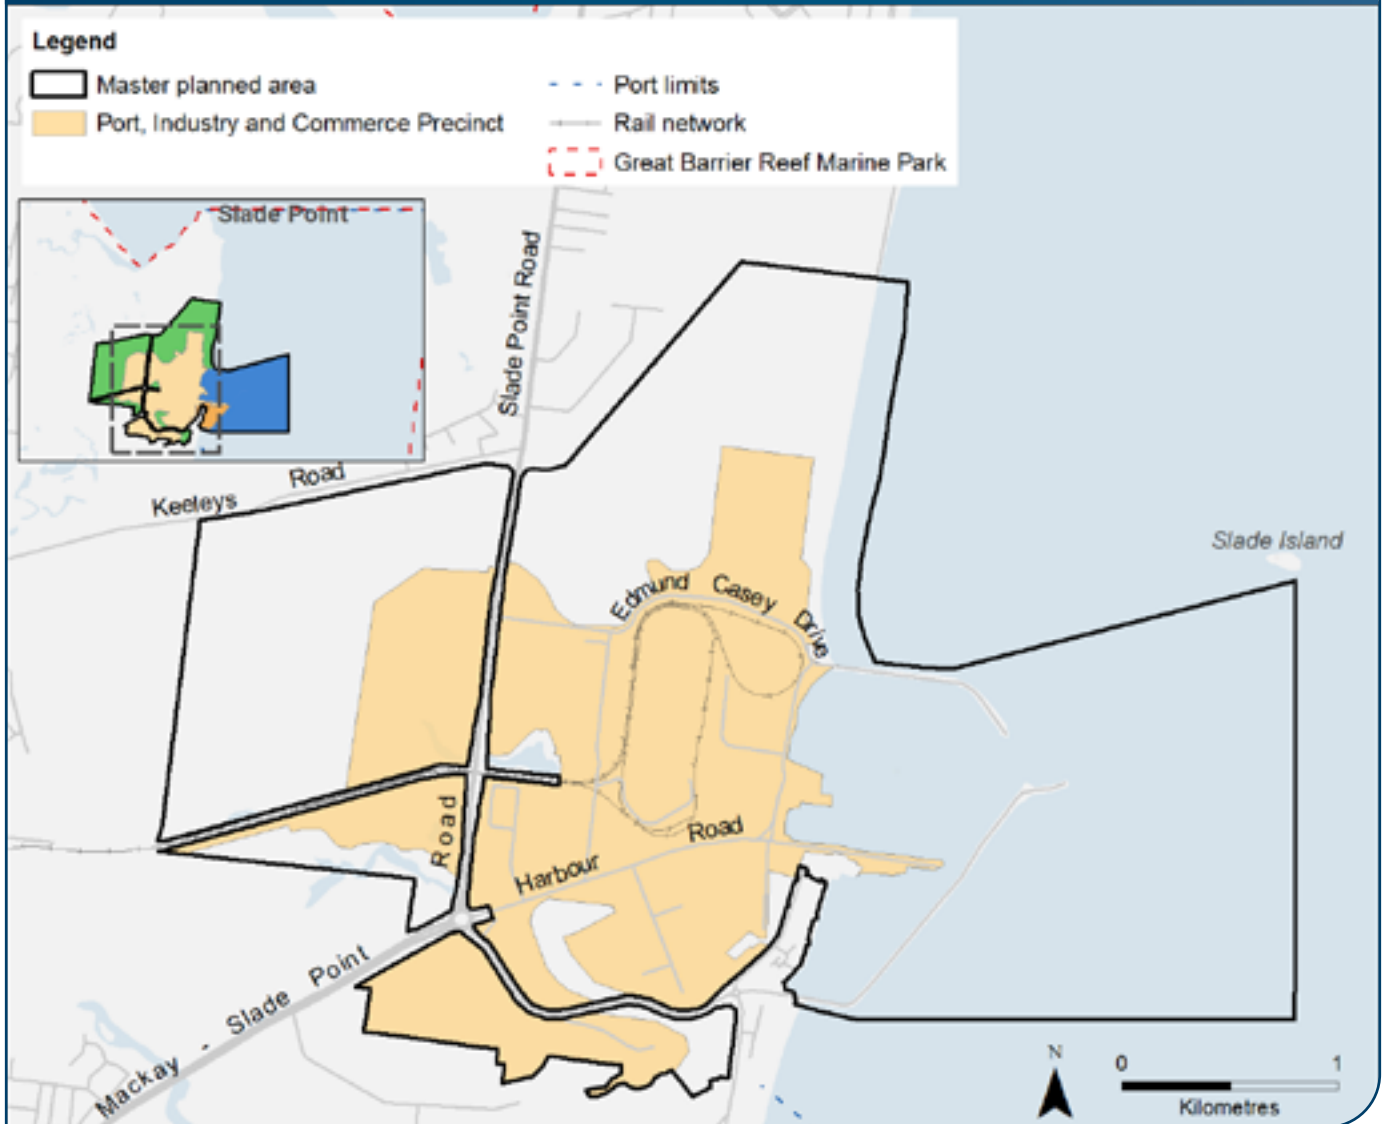 Legend
Master planned area
Port, Industry and Commerce Precinct
Port limits
Rail network
Great Barrier Reef Marine Park
Slade Point
Slade Point Road
Keeleys Road
Slade Island
Edmund Casey Drive
Road
Harbour Road
Mackay - Slade Point
N
0 1
Kilometres